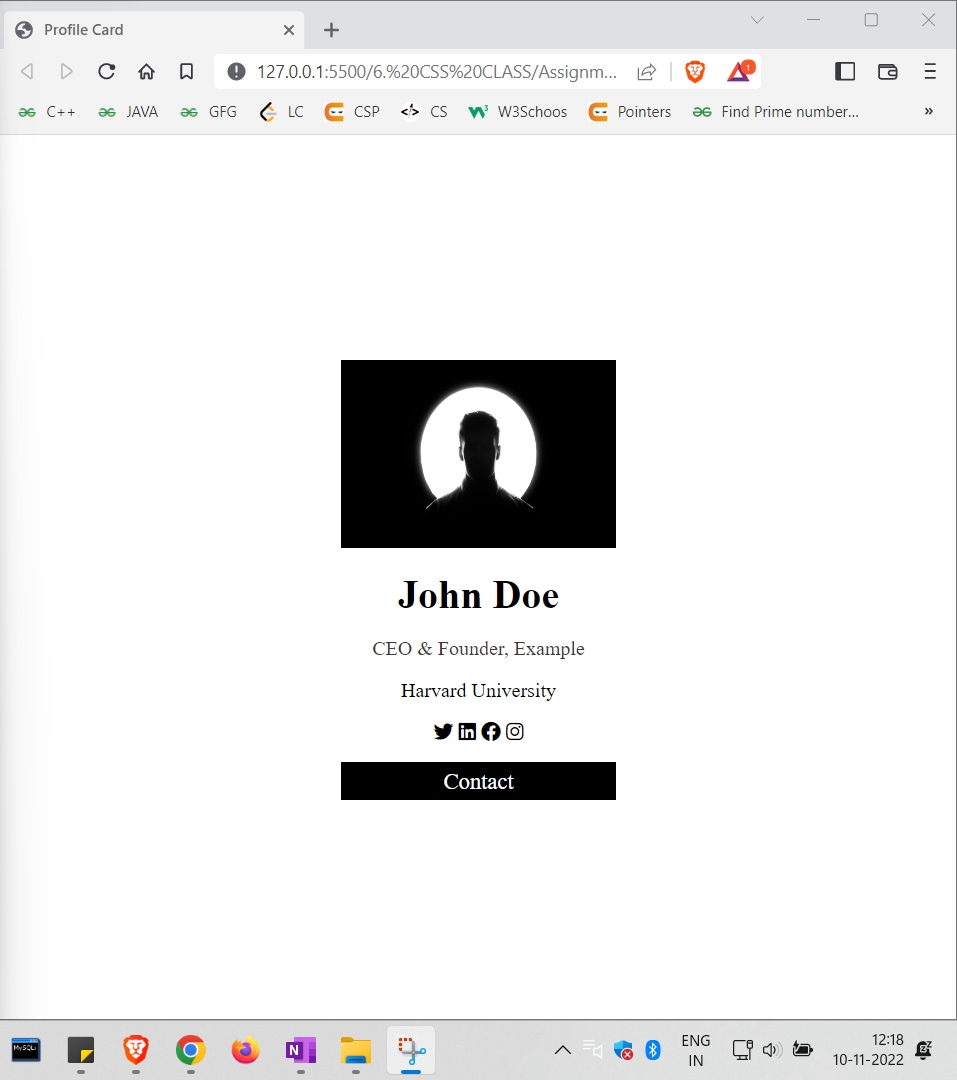 Profile Card
127.0.0.1:5500/6.%20CSS%20CLASS/Assignm...
1
C++ JAVA GFG LC CSP CS W3Schoos Pointers Find Prime number... »
John Doe
CEO & Founder, Example
Harvard University
Contact
MySQL
ENG
IN
12:18
10-11-2022